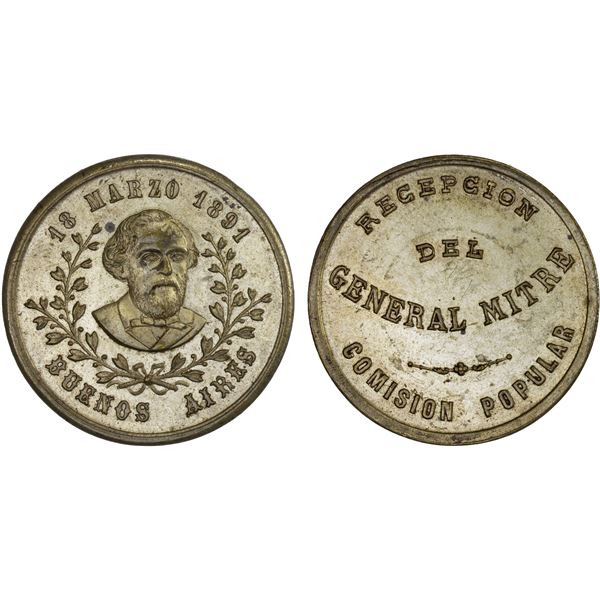 18 MARZO 1891
BUENOS AIRES
RECEPCION
DEL
GENERAL MITRE
COMISION POPULAR